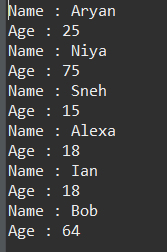 Name : Aryan
Age : 25
Name : Niya
Age : 75
Name : Sneh
Age : 15
Name : Alexa
Age : 18
Name : Ian
Age : 18
Name : Bob
Age : 64